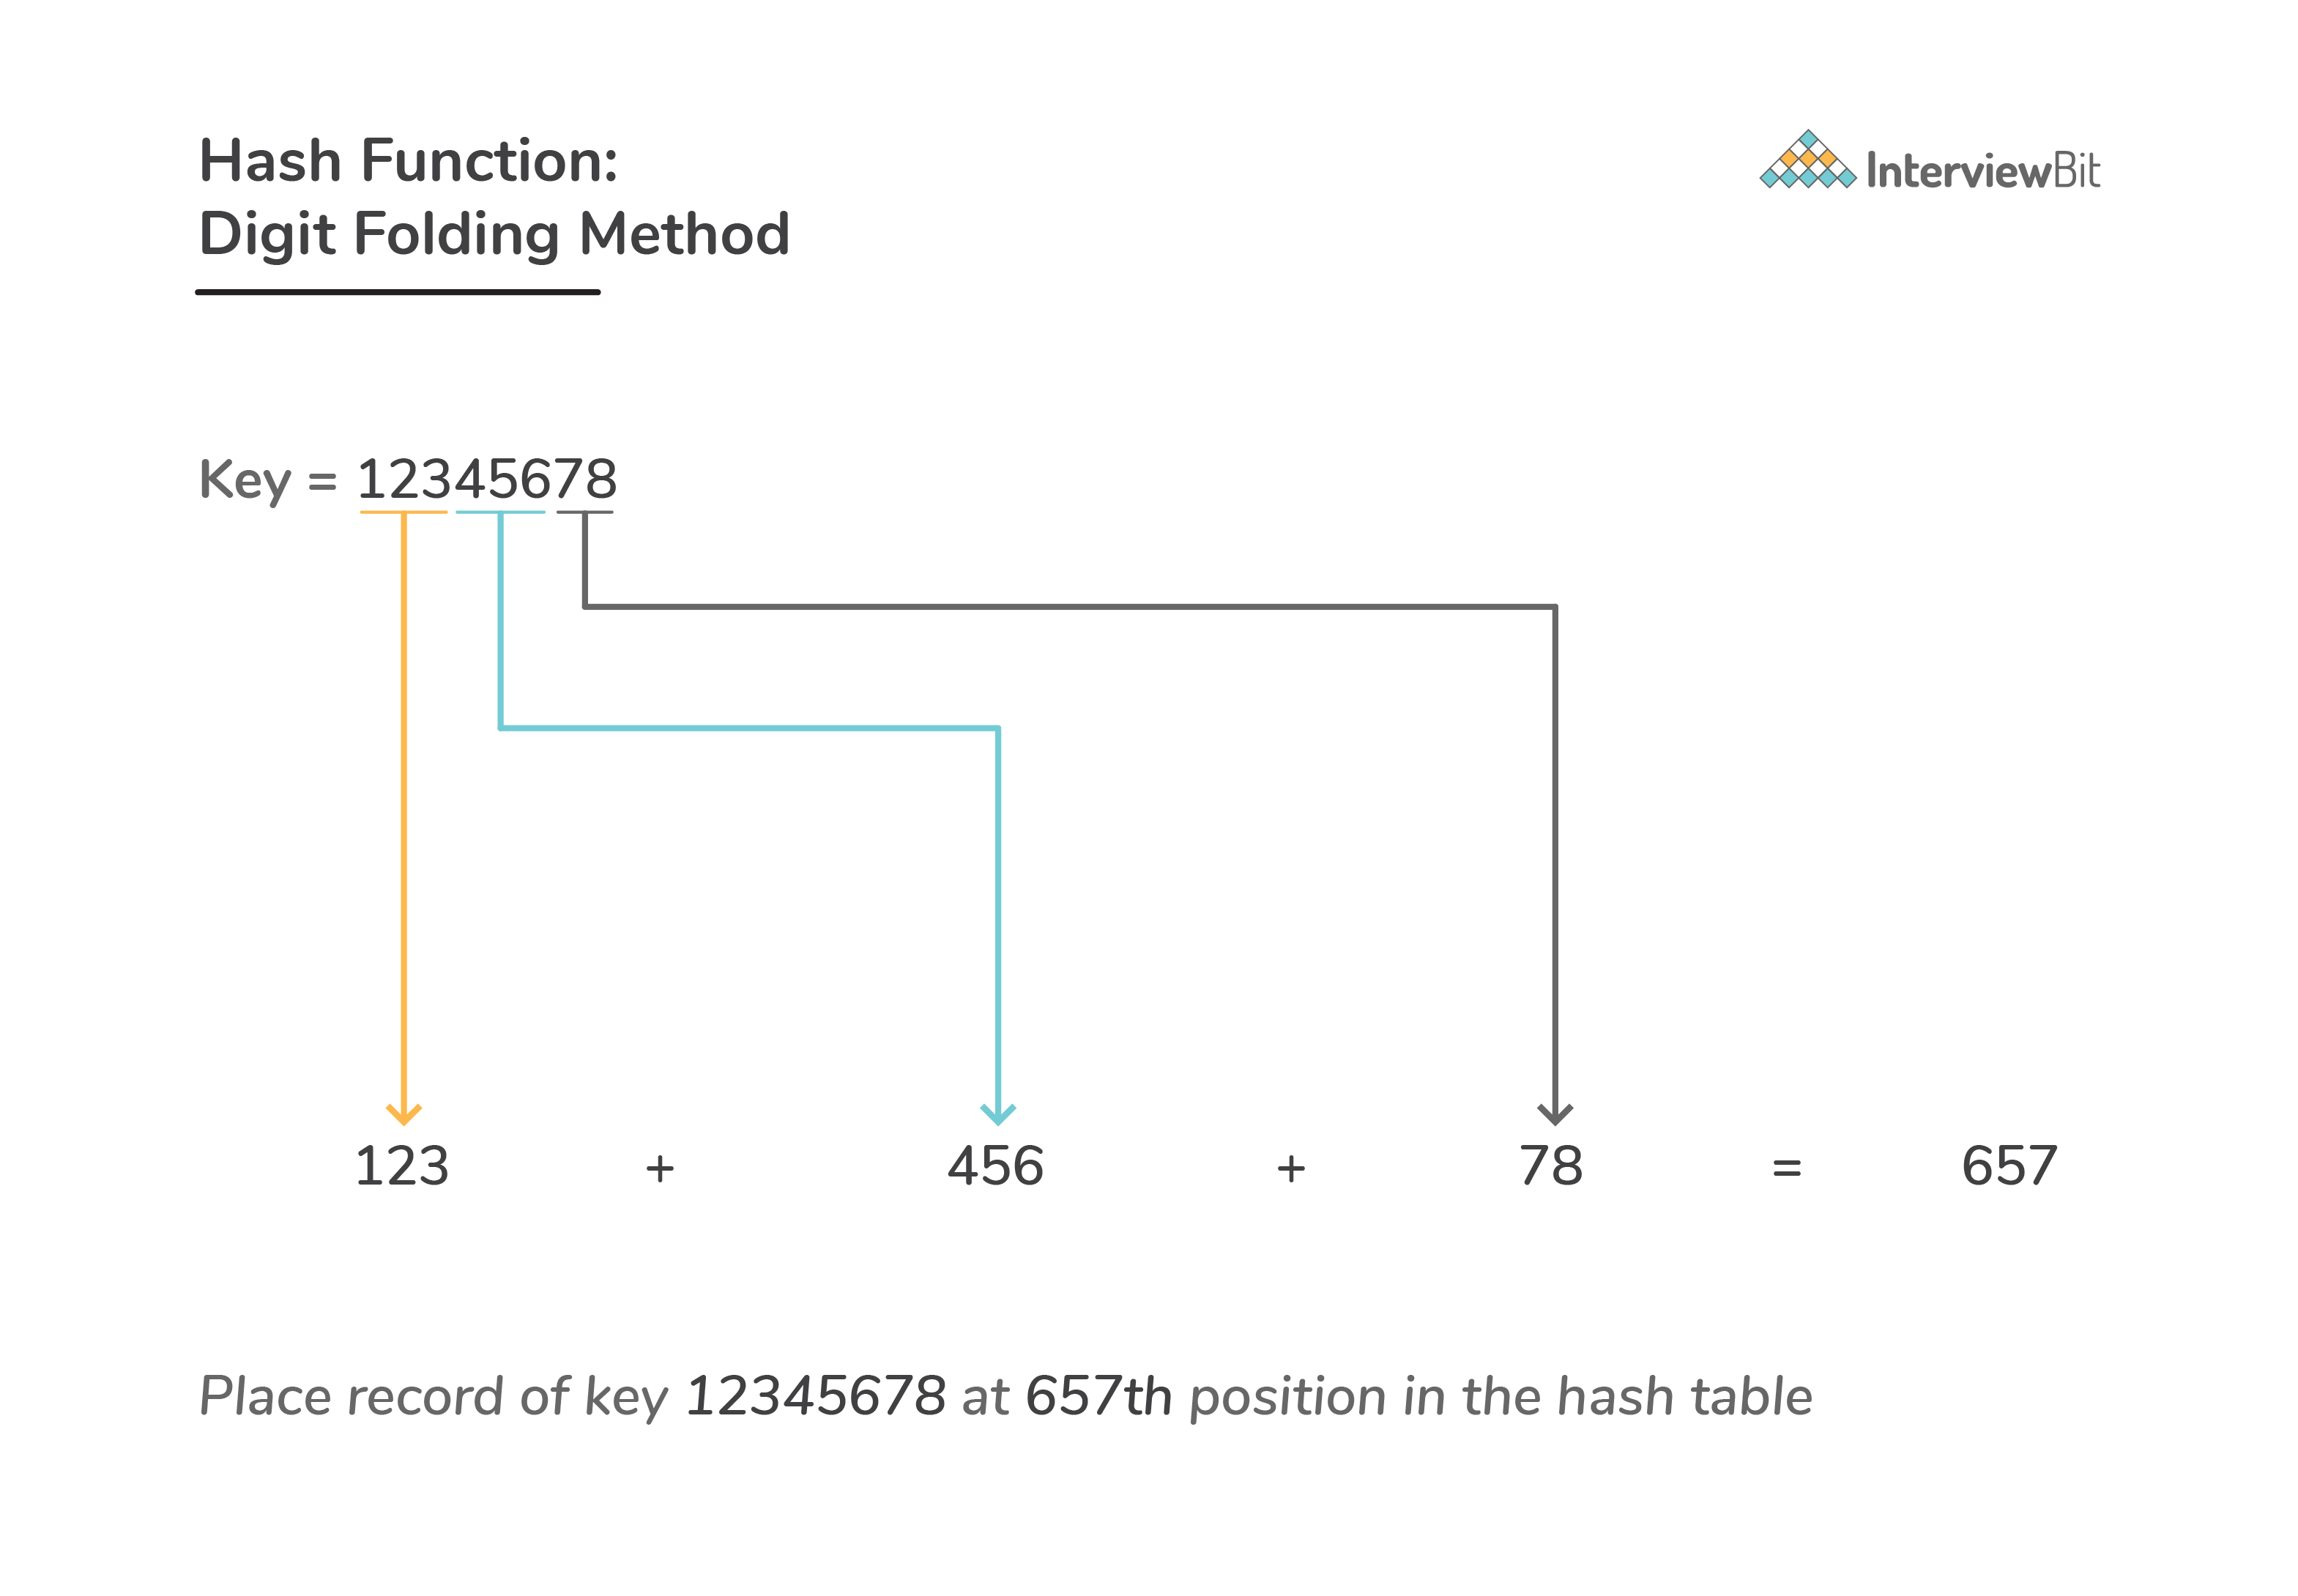 Hash Function:
Digit Folding Method
InterviewBit
Key = 12345678
123 + 456 + 78 = 657
Place record of key 12345678 at 657th position in the hash table